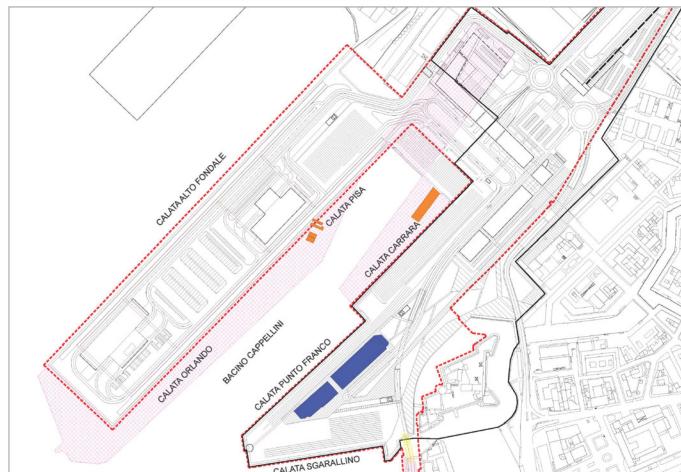 CALATA ALTO FONDALE
CALATA PISA
CALATA CARRARA
CALATA ORLANDO
BACINO CAPPELLINI
CALATA PUNTO FRANCO
CALATA SGARALLINO